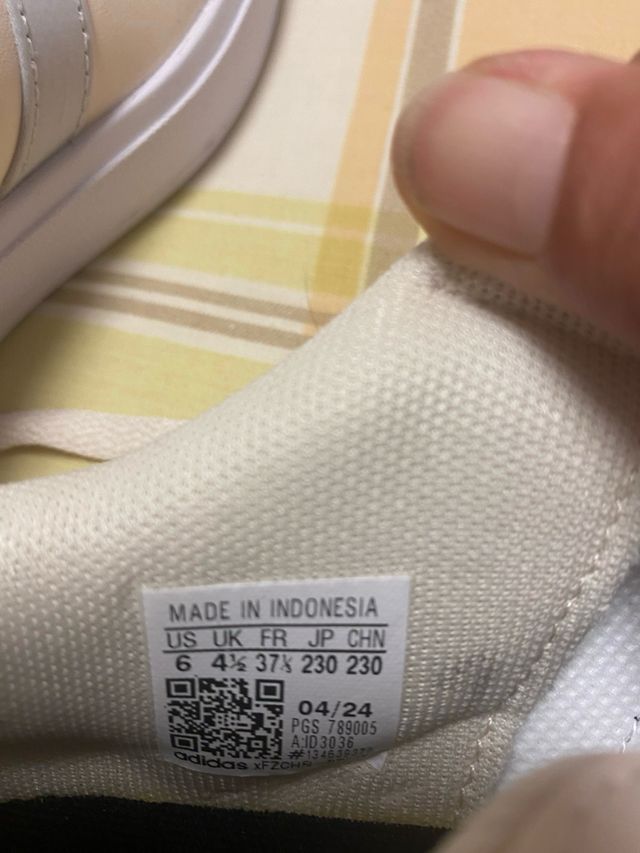 MADE IN INDONESIA
US UK FR JP CHN
6 4½ 37⅓ 230 230
04/24
PGS 789005
A:ID3036
adidas